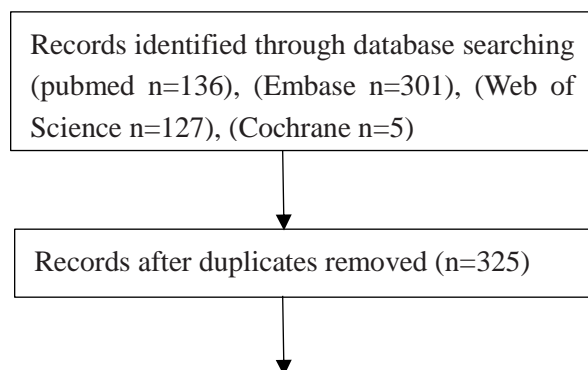 Records identified through database searching
(pubmed n=136), (Embase n=301), (Web of
Science n=127), (Cochrane n=5)
Records after duplicates removed (n=325)